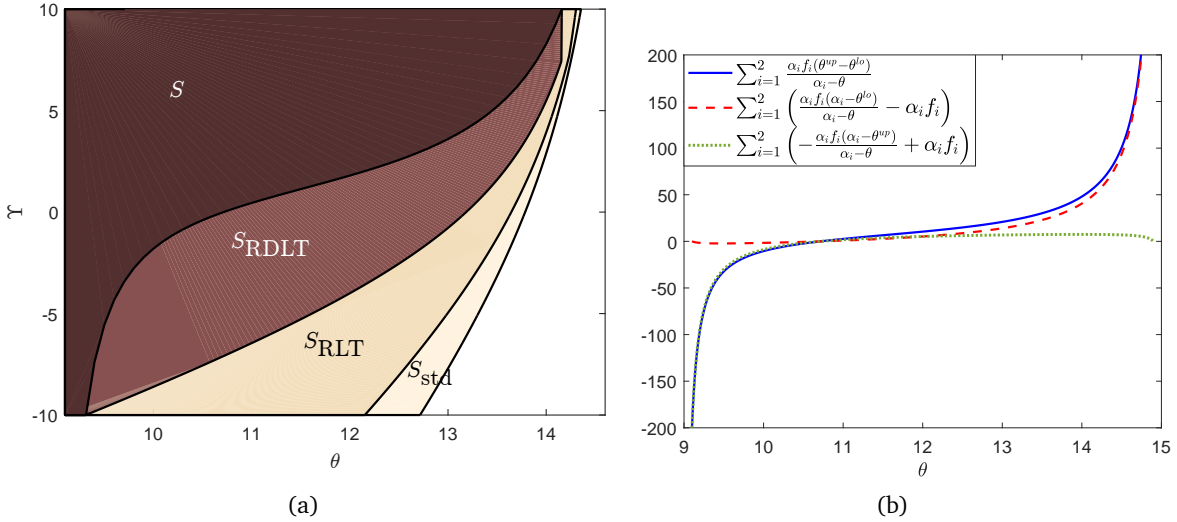 10
5
0
-5
-10
ϒ
S
S_RDLT
S_RLT
S_std
10 11 12 13 14
θ
(a)
200
150
100
50
0
-50
-100
-150
-200
∑_{i=1}^{2} α_i f_i(θ^{up}−θ^{lo})/(α_i−θ)
∑_{i=1}^{2} (α_i f_i(α_i−θ^{lo})/(α_i−θ) − α_i f_i)
∑_{i=1}^{2} (−α_i f_i(α_i−θ^{up})/(α_i−θ) + α_i f_i)
9 10 11 12 13 14 15
θ
(b)